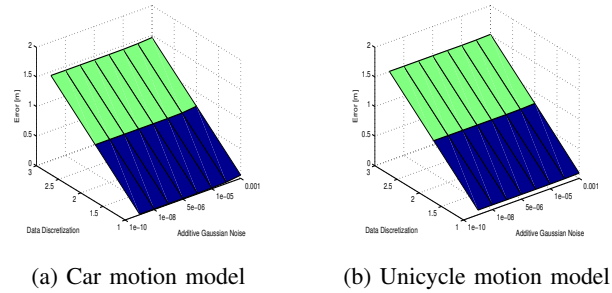 2
1.5
1
0.5
0
3
2.5
2
1.5
1
1e-10
1e-08
5e-06
1e-05
0.001
Error [m]
Data Discretization
Additive Gaussian Noise
2
1.5
1
0.5
0
3
2.5
2
1.5
1
1e-10
1e-08
5e-06
1e-05
0.001
Error [m]
Data Discretization
Additive Gaussian Noise
(a) Car motion model
(b) Unicycle motion model